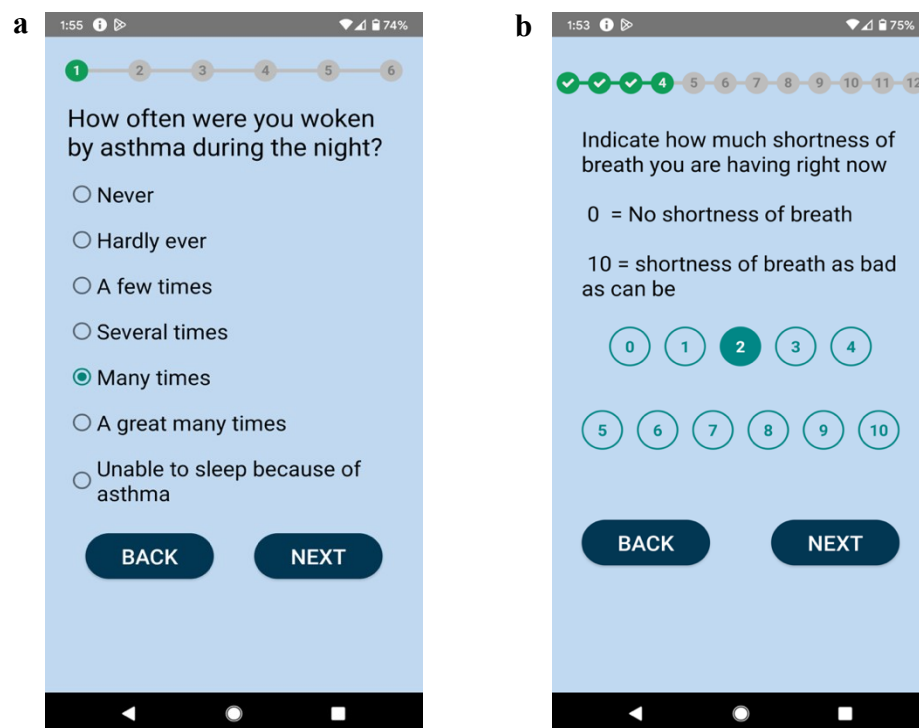 a
1:55 74%
1 2 3 4 5 6
How often were you woken
by asthma during the night?
Never
Hardly ever
A few times
Several times
Many times
A great many times
Unable to sleep because of
asthma
BACK NEXT
b
1:53 75%
4 5 6 7 8 9 10 11 12
Indicate how much shortness of
breath you are having right now
0 = No shortness of breath
10 = shortness of breath as bad
as can be
0 1 2 3 4
5 6 7 8 9 10
BACK NEXT